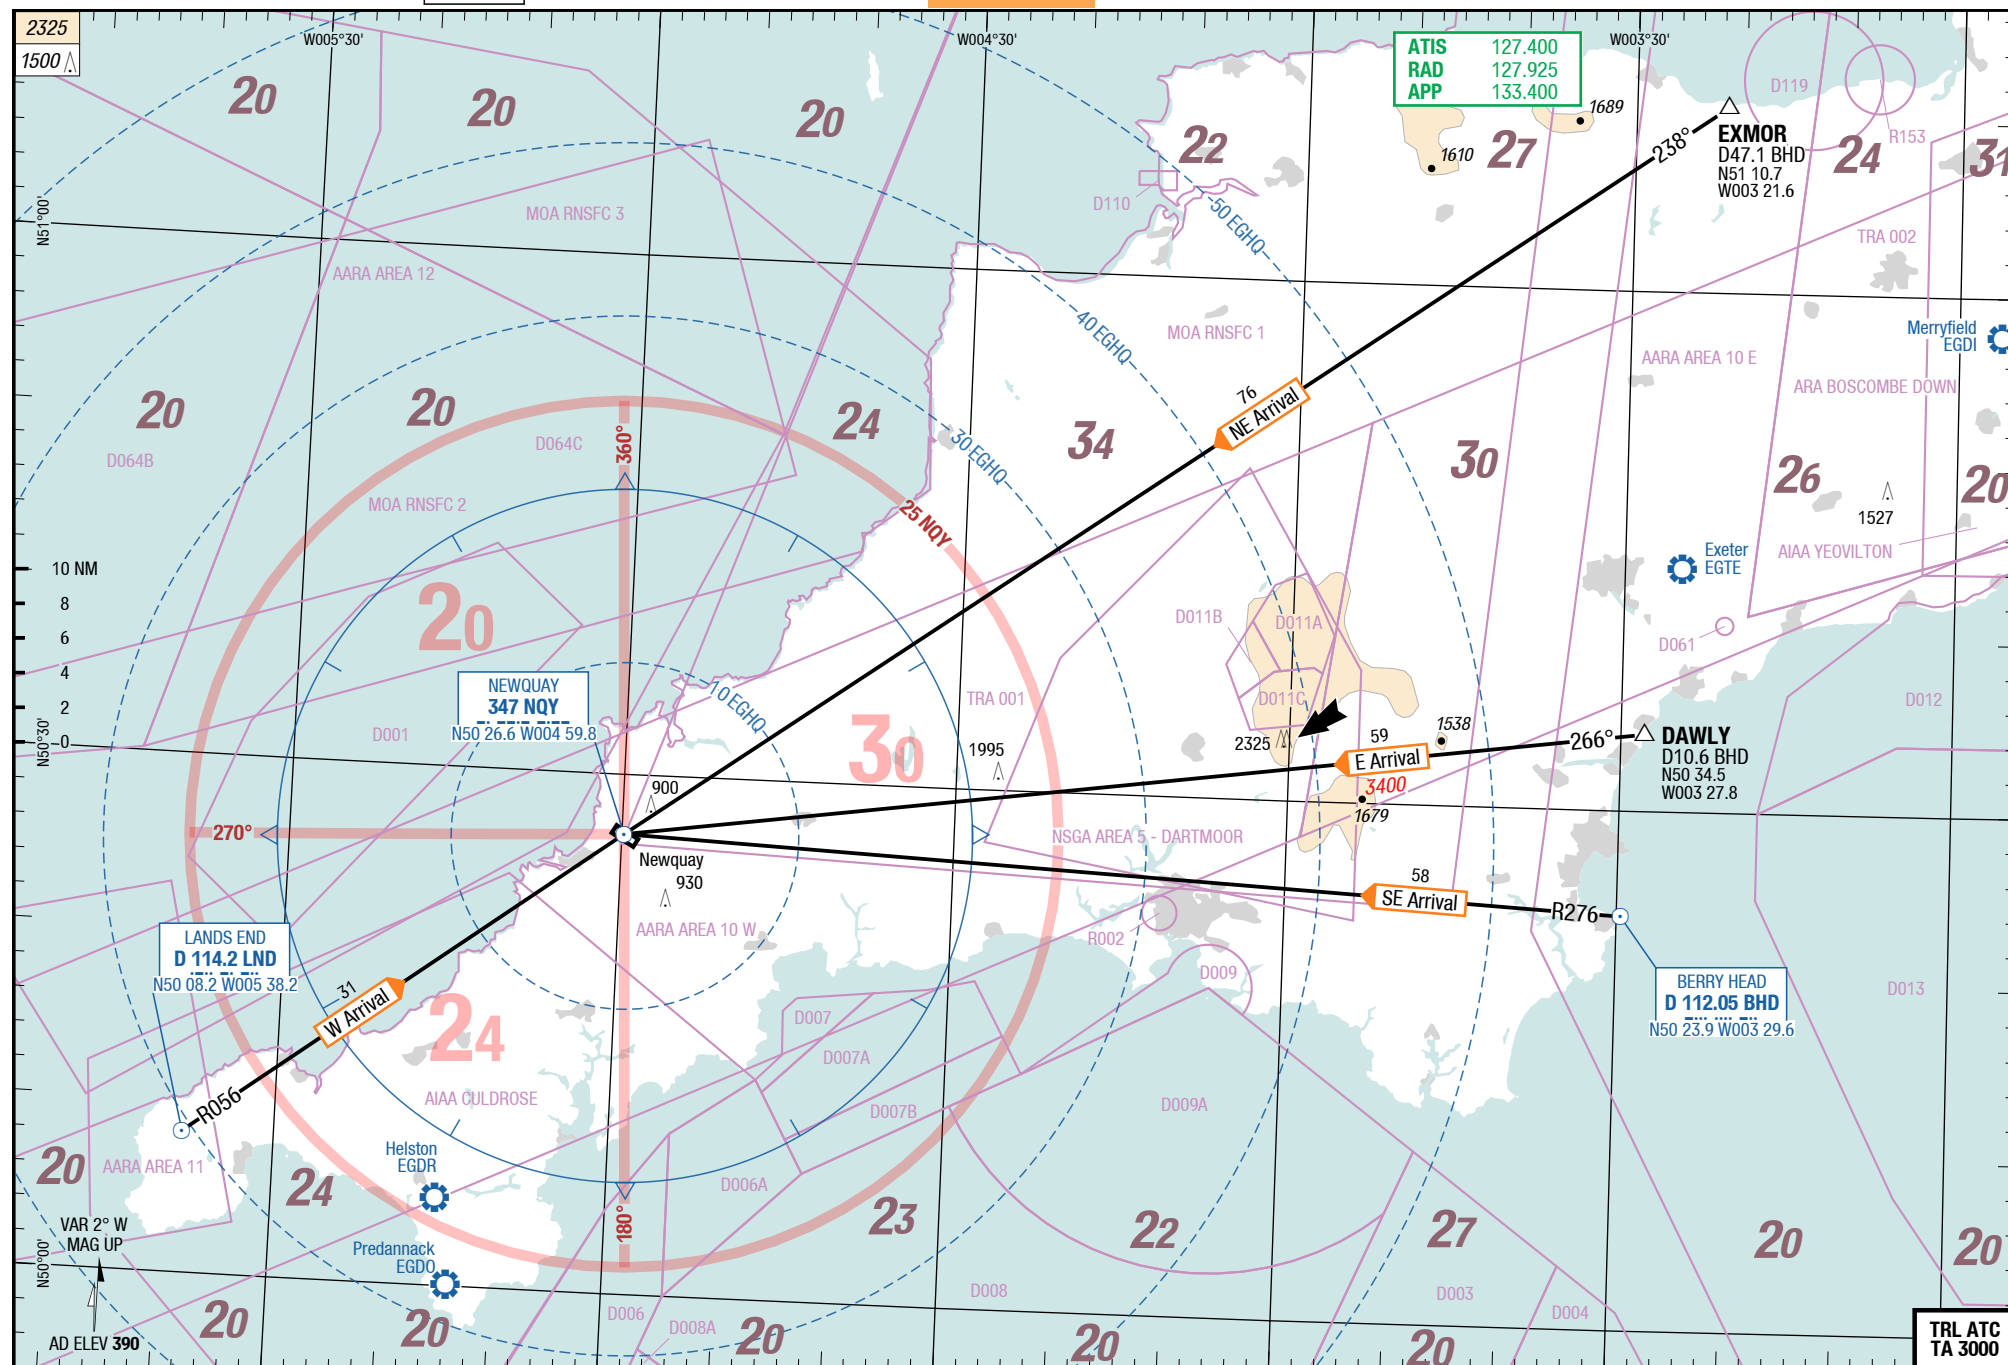 2325
1500
W005°30'
W004°30'
W003°30'
ATIS 127.400
RAD 127.925
APP 133.400
1689
1610
EXMOR
D47.1 BHD
N51 10.7
W003 21.6
238°
D119
R153
20
20
20
22
27
24
31
N51°00'
MOA RNSFC 3
AARA AREA 12
D110
50 EGHQ
TRA 002
40 EGHQ
MOA RNSFC 1
AARA AREA 10 E
Merryfield
EGDI
ARA BOSCOMBE DOWN
76
NE Arrival
20
20
24
34
30
26
20
D064B
D064C
360°
30 EGHQ
MOA RNSFC 2
25 NQY
1527
AIAA YEOVILTON
Exeter
EGTE
10 NM
8
6
4
2
0
N50°30'
20
D011B
D011A
D011C
D061
D012
NEWQUAY
347 NQY
N50 26.6 W004 59.8
10 EGHQ
TRA 001
D001
30
1995
2325
1538
59
E Arrival
266°
DAWLY
D10.6 BHD
N50 34.5
W003 27.8
3400
1679
900
270°
Newquay
930
NSGA AREA 5 - DARTMOOR
58
SE Arrival
R276
AARA AREA 10 W
R002
D009
LANDS END
D 114.2 LND
N50 08.2 W005 38.2
31
W Arrival
BERRY HEAD
D 112.05 BHD
N50 23.9 W003 29.6
D013
24
D007
D007A
AIAA CULDROSE
D007B
D009A
R056
Helston
EGDR
20
AARA AREA 11
24
D006A
180°
23
22
27
20
20
VAR 2° W
MAG UP
Predannack
EGDO
N50°00'
D008
D003
D004
D006
D008A
20
20
20
20
20
AD ELEV 390
TRL ATC
TA 3000